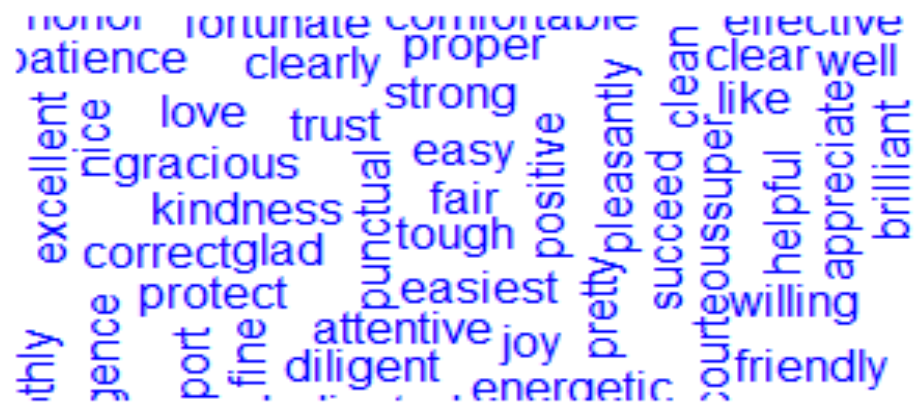 honor fortunate comfortable effective
patience clearly proper clear well
strong like
love trust
excellent nice gracious easy
punctual positive pleasantly clean
succeed super helpful appreciate brilliant
kindness fair
correct glad tough
protect easiest pretty courteous willing
attentive joy
fine diligent friendly
energetic